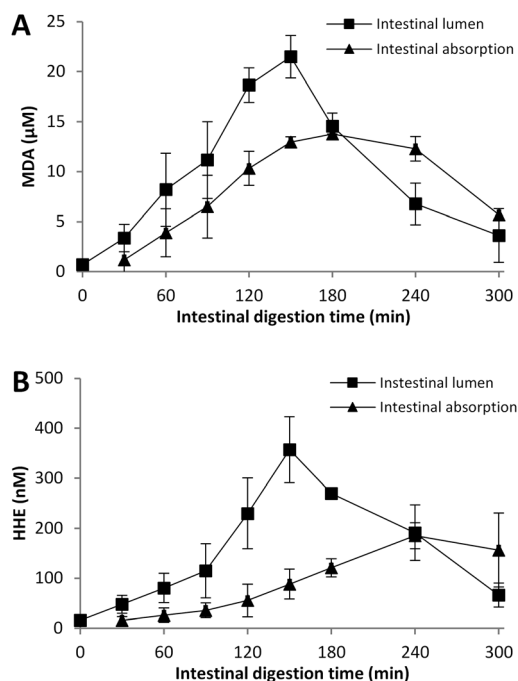 A
25
20
15
10
5
0
MDA (µM)
Intestinal lumen
Intestinal absorption
0 60 120 180 240 300
Intestinal digestion time (min)
B
500
400
300
200
100
0
HHE (nM)
Instestinal lumen
Intestinal absorption
0 60 120 180 240 300
Intestinal digestion time (min)